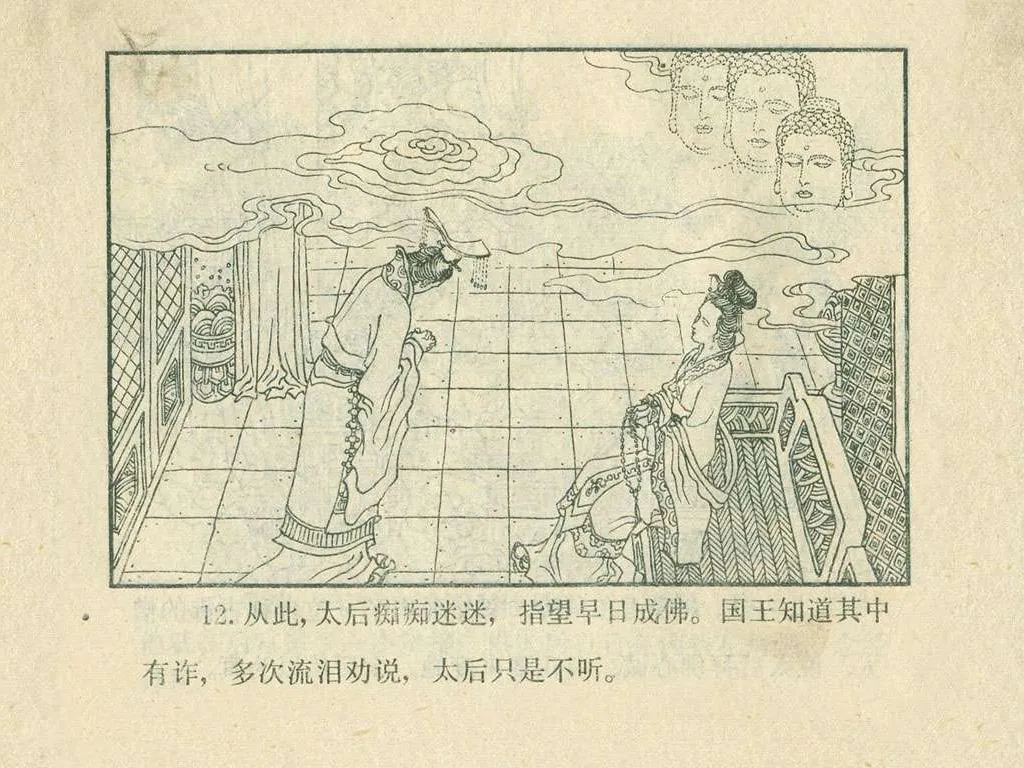 12. 从此, 太后痴痴迷迷, 指望早日成佛。国王知道其中
有诈, 多次流泪劝说, 太后只是不听。